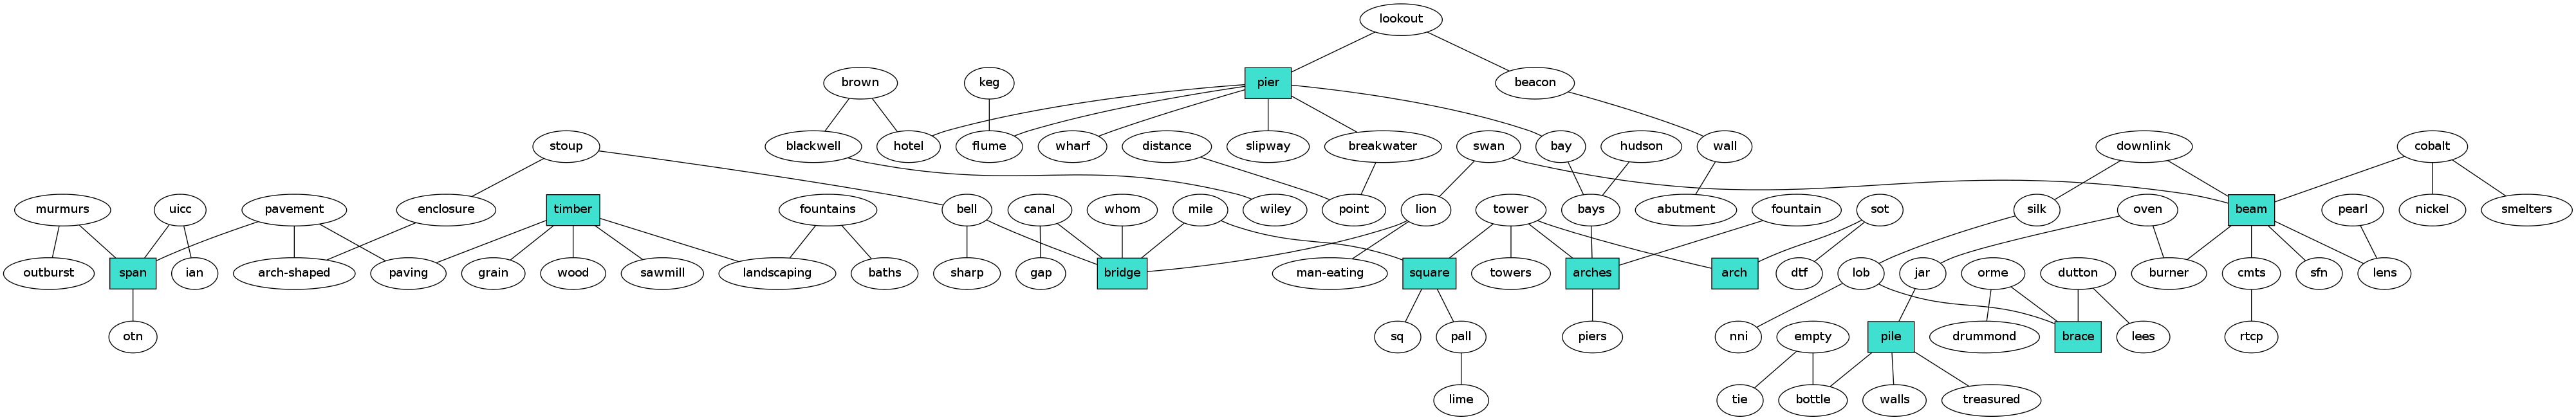 lookout
brown
keg
pier
beacon
stoup
blackwell
hotel
flume
wharf
distance
slipway
breakwater
swan
bay
hudson
wall
downlink
cobalt
murmurs
uicc
pavement
enclosure
timber
fountains
bell
canal
whom
mile
wiley
point
lion
tower
bays
abutment
fountain
sot
silk
oven
beam
pearl
nickel
smelters
outburst
span
ian
arch-shaped
paving
grain
wood
sawmill
landscaping
baths
sharp
gap
bridge
man-eating
square
towers
arches
arch
dtf
lob
jar
orme
dutton
burner
cmts
sfn
lens
otn
sq
pall
piers
nni
empty
pile
drummond
brace
lees
rtcp
lime
tie
bottle
walls
treasured